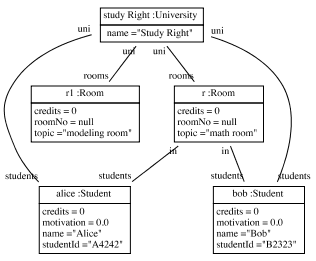 study Right :University
name ="Study Right"
uni
uni
uni
uni
rooms
rooms
r1 :Room
credits = 0
roomNo = null
topic ="modeling room"
r :Room
credits = 0
roomNo = null
topic ="math room"
in
in
students
students
students
students
alice :Student
credits = 0
motivation = 0.0
name ="Alice"
studentId ="A4242"
bob :Student
credits = 0
motivation = 0.0
name ="Bob"
studentId ="B2323"